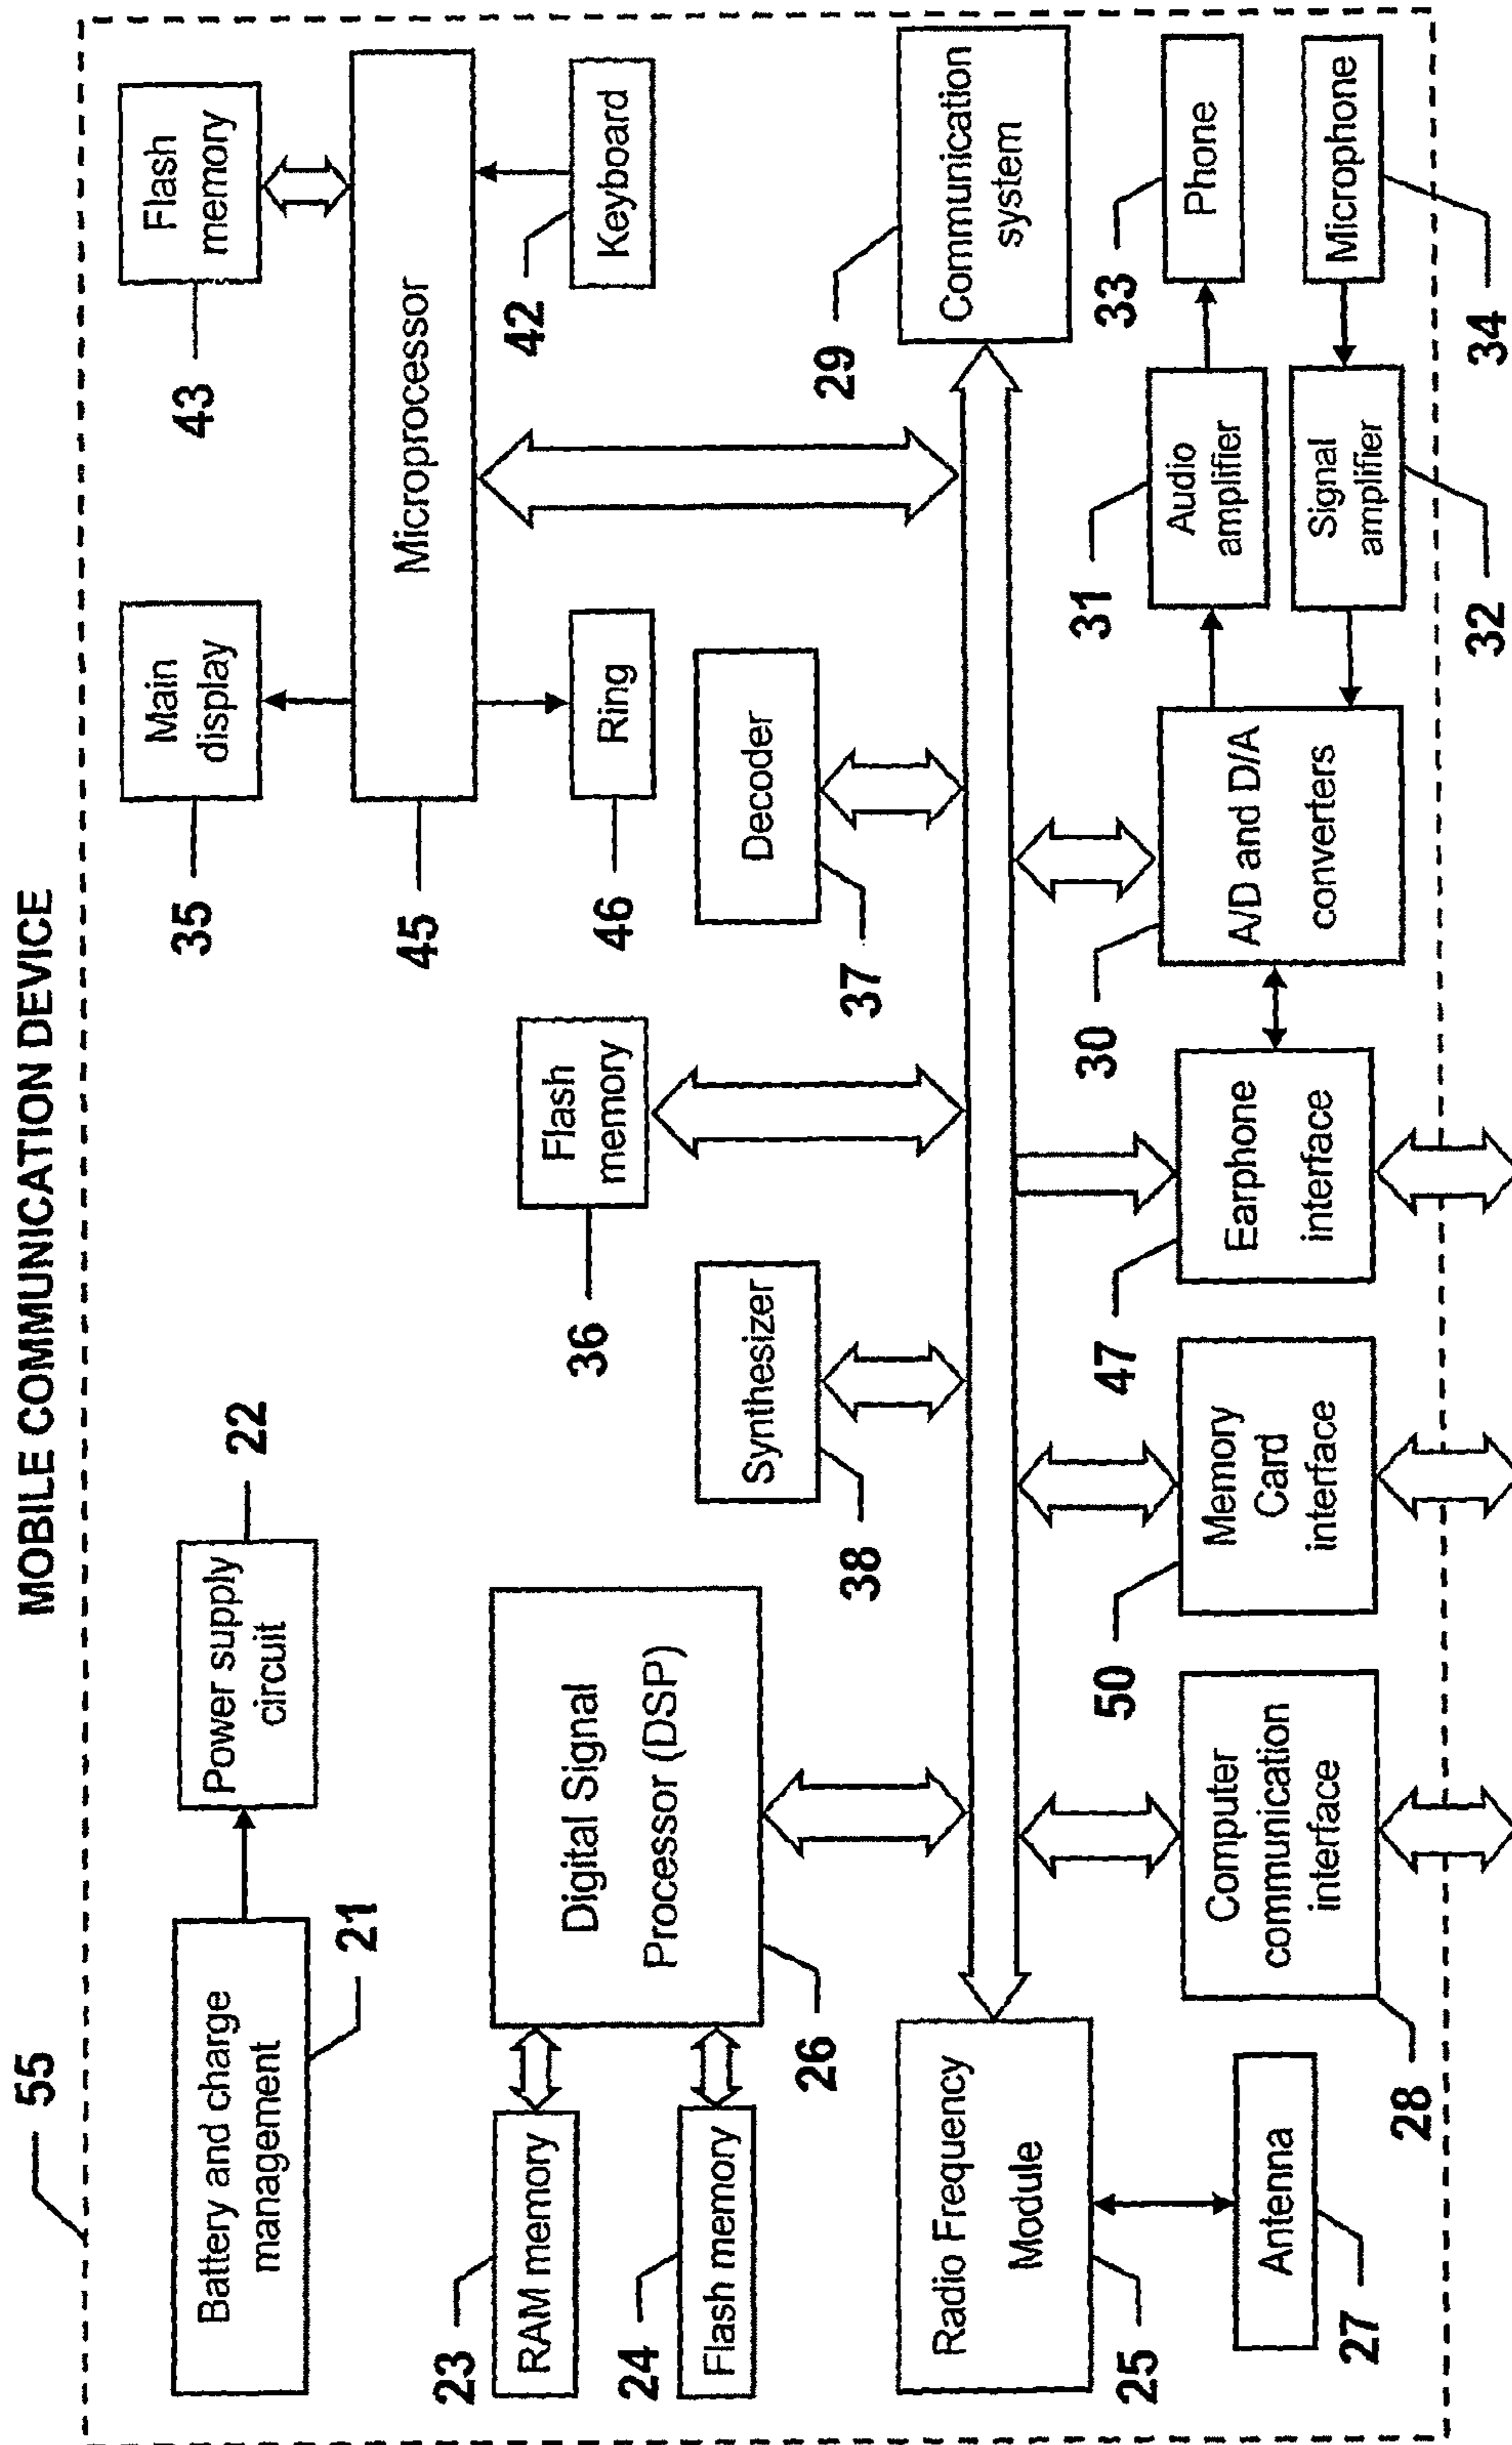 MOBILE COMMUNICATION DEVICE
55
Battery and charge
management
21
Power supply
circuit
22
Main
display
35
Flash
memory
43
Microprocessor
45
Ring
46
Keyboard
42
RAM memory
23
Flash memory
24
Digital Signal
Processor (DSP)
26
Synthesizer
38
Flash
memory
36
Decoder
37
Radio Frequency
Module
25
Communication
system
29
Antenna
27
Computer
communication
interface
28
Memory
Card
interface
50
Earphone
interface
47
A/D and D/A
converters
30
Audio
amplifier
31
Phone
33
Signal
amplifier
32
Microphone
34